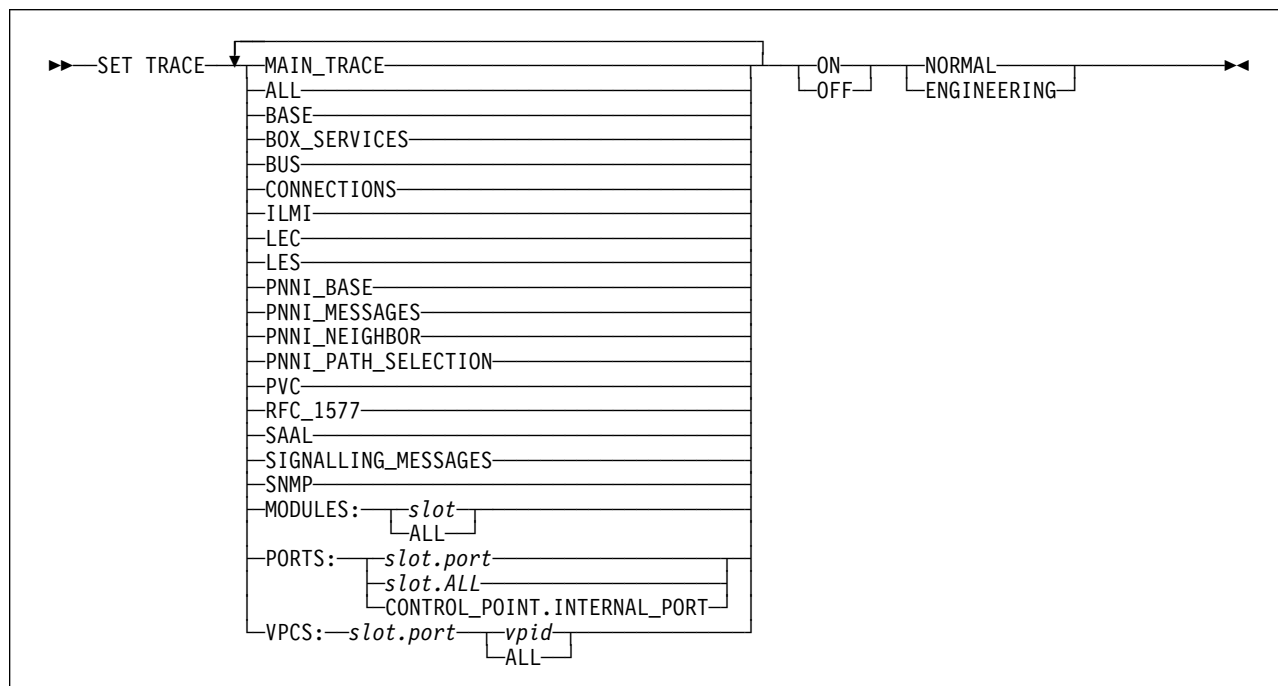 SET TRACE MAIN_TRACE ON NORMAL
ALL OFF ENGINEERING
BASE
BOX_SERVICES
BUS
CONNECTIONS
ILMI
LEC
LES
PNNI_BASE
PNNI_MESSAGES
PNNI_NEIGHBOR
PNNI_PATH_SELECTION
PVC
RFC_1577
SAAL
SIGNALLING_MESSAGES
SNMP
MODULES: slot
ALL
PORTS: slot.port
slot.ALL
CONTROL_POINT.INTERNAL_PORT
VPCS: slot.port vpid
ALL